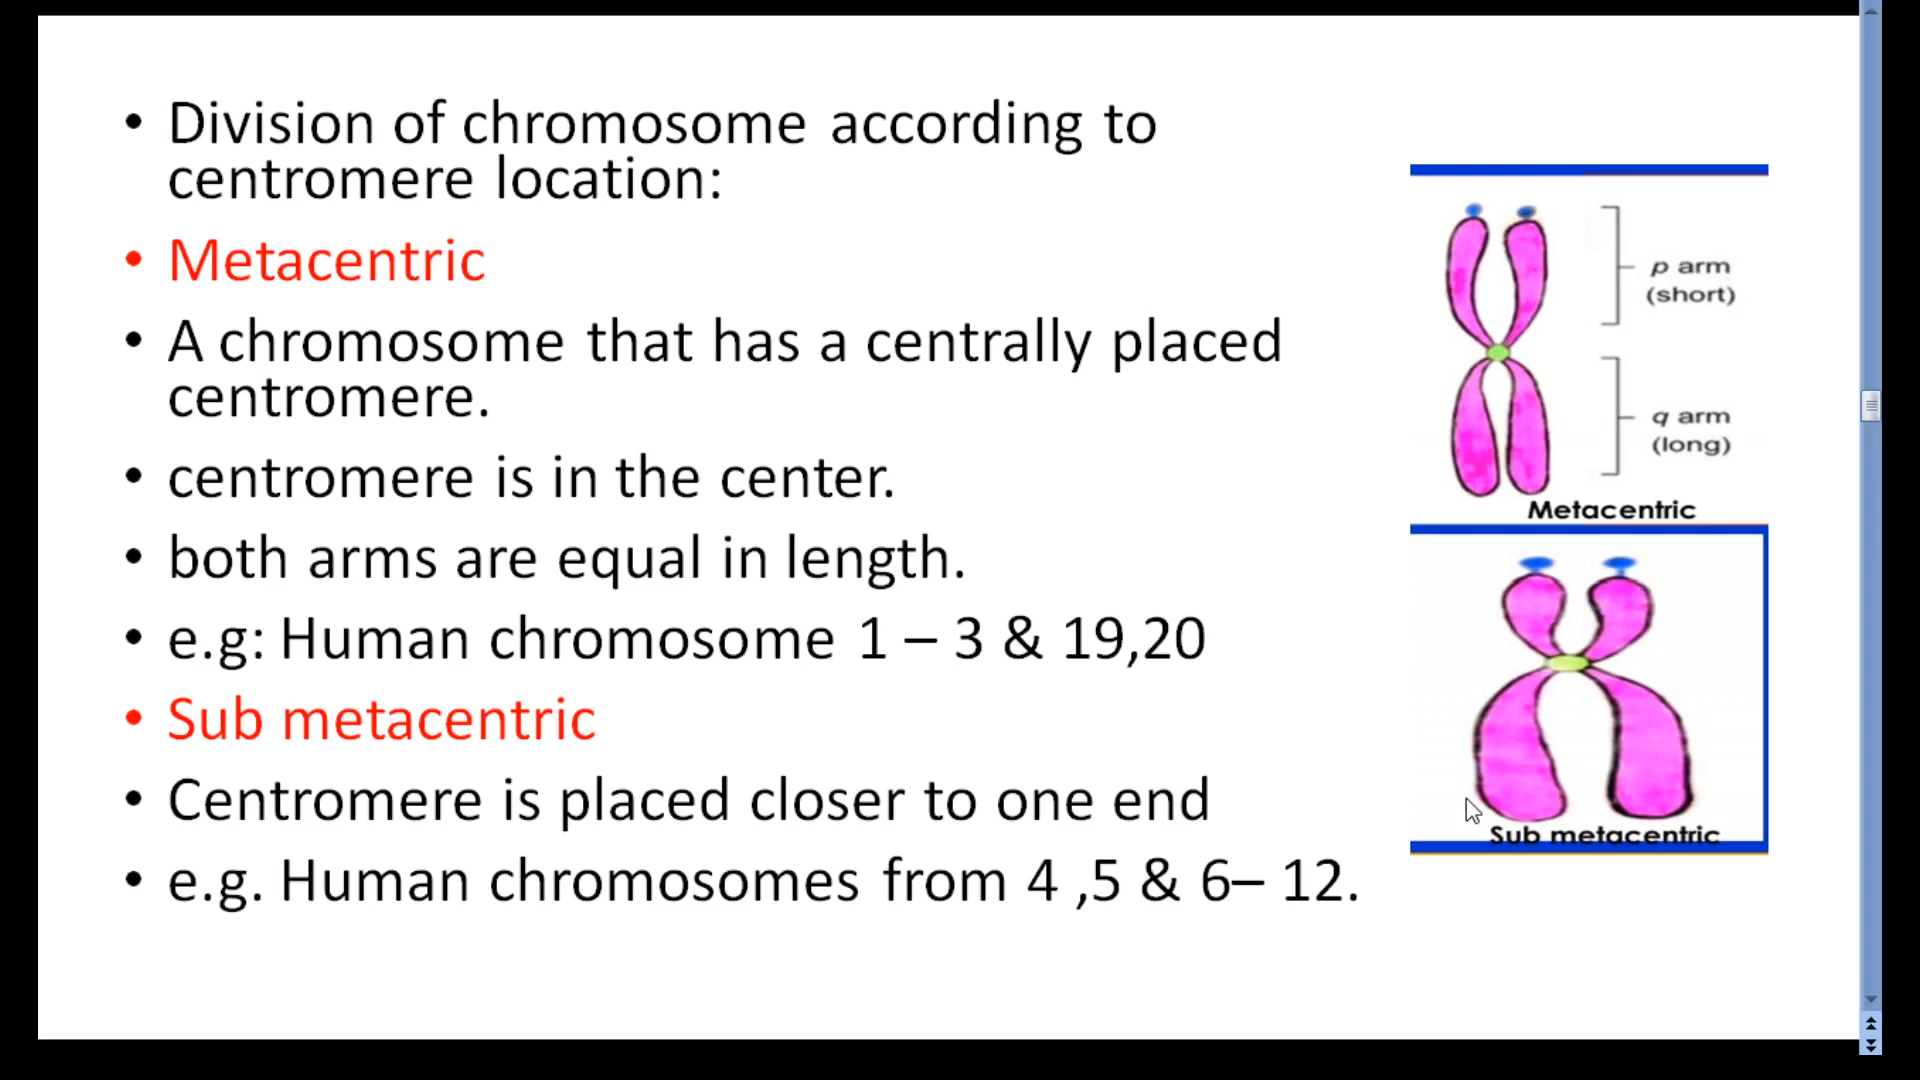 • Division of chromosome according to
centromere location:
• Metacentric
• A chromosome that has a centrally placed
centromere.
• centromere is in the center.
• both arms are equal in length.
• e.g: Human chromosome 1 – 3 & 19,20
• Sub metacentric
• Centromere is placed closer to one end
• e.g. Human chromosomes from 4 ,5 & 6– 12.
p arm
(short)
q arm
(long)
Metacentric
Sub metacentric